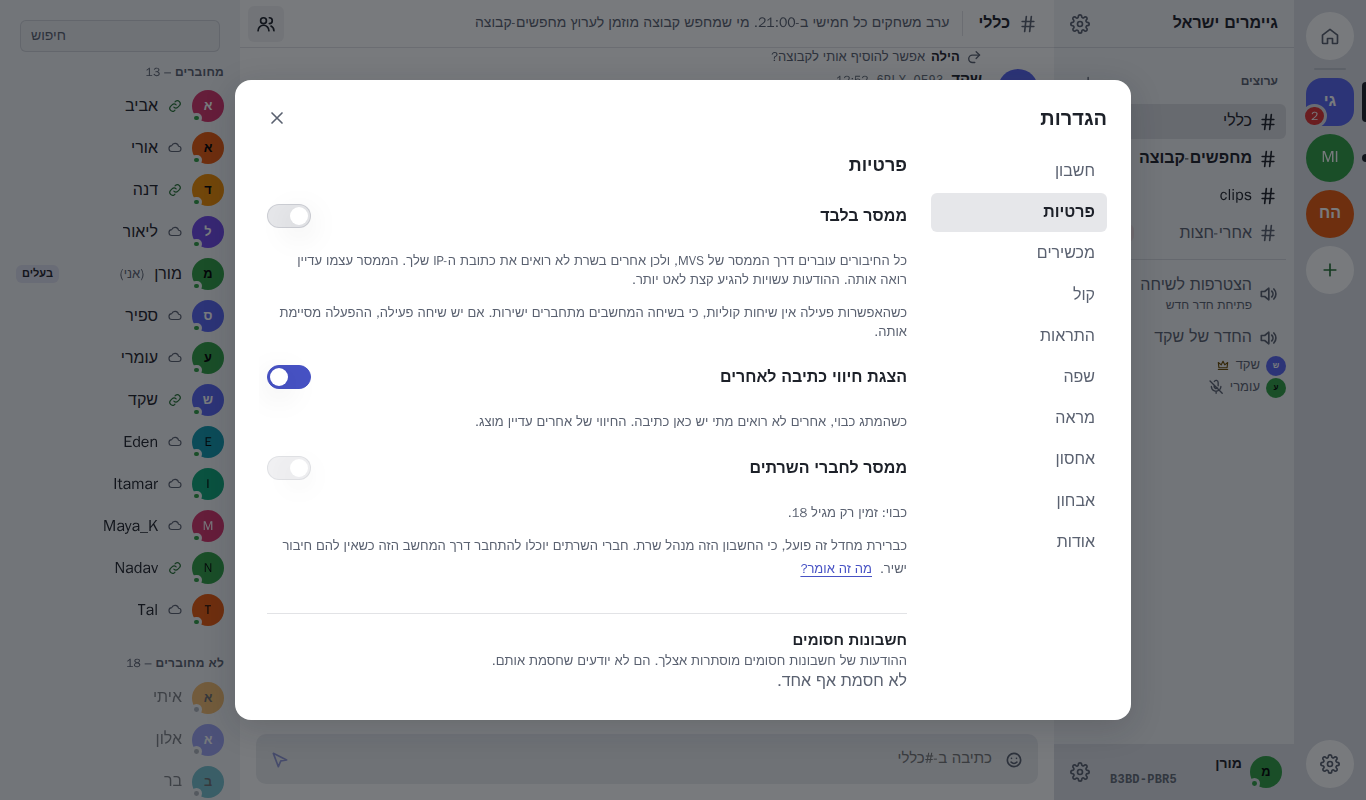 גיימרים ישראל
# כללי
ערב משחקים כל חמישי ב-21:00. מי שמחפש קבוצה מוזמן לערוץ מחפשים-קבוצה
חיפוש
גי
2
MI
הח
ערוצים
כללי
מחפשים-קבוצה
clips
אחרי-חצות
הצטרפות לשיחה
פתיחת חדר חדש
החדר של שקד
ש שקד
ע עומרי
מורן
מ
B3BD-PBR5
הילה אפשר להוסיף אותי לקבוצה?
הגדרות
חשבון
פרטיות
מכשירים
קול
התראות
שפה
מראה
אחסון
אבחון
אודות
פרטיות
ממסר בלבד
כל החיבורים עוברים דרך הממסר של MVS, ולכן אחרים בשרת לא רואים את כתובת ה-IP שלך. הממסר עצמו עדיין
רואה אותה. ההודעות עשויות להגיע קצת לאט יותר.
כשהאפשרות פעילה אין שיחות קוליות, כי בשיחה המחשבים מתחברים ישירות. אם יש שיחה פעילה, ההפעלה מסיימת
אותה.
הצגת חיווי כתיבה לאחרים
כשהמתג כבוי, אחרים לא רואים מתי יש כאן כתיבה. החיווי של אחרים עדיין מוצג.
ממסר לחברי השרתים
כבוי: זמין רק מגיל 18.
כברירת מחדל זה פועל, כי החשבון הזה מנהל שרת. חברי השרתים יוכלו להתחבר דרך המחשב הזה כשאין להם חיבור
ישיר. מה זה אומר?
חשבונות חסומים
ההודעות של חשבונות חסומים מוסתרות אצלך. הם לא יודעים שחסמת אותם.
לא חסמת אף אחד.
כתיבה ב-#כללי
מחוברים – 13
א אביב
א אורי
ד דנה
ל ליאור
מ מורן (אני) בעלים
ס ספיר
ע עומרי
ש שקד
E Eden
I Itamar
M Maya_K
N Nadav
T Tal
לא מחוברים – 18
א איתי
א אלון
ב בר